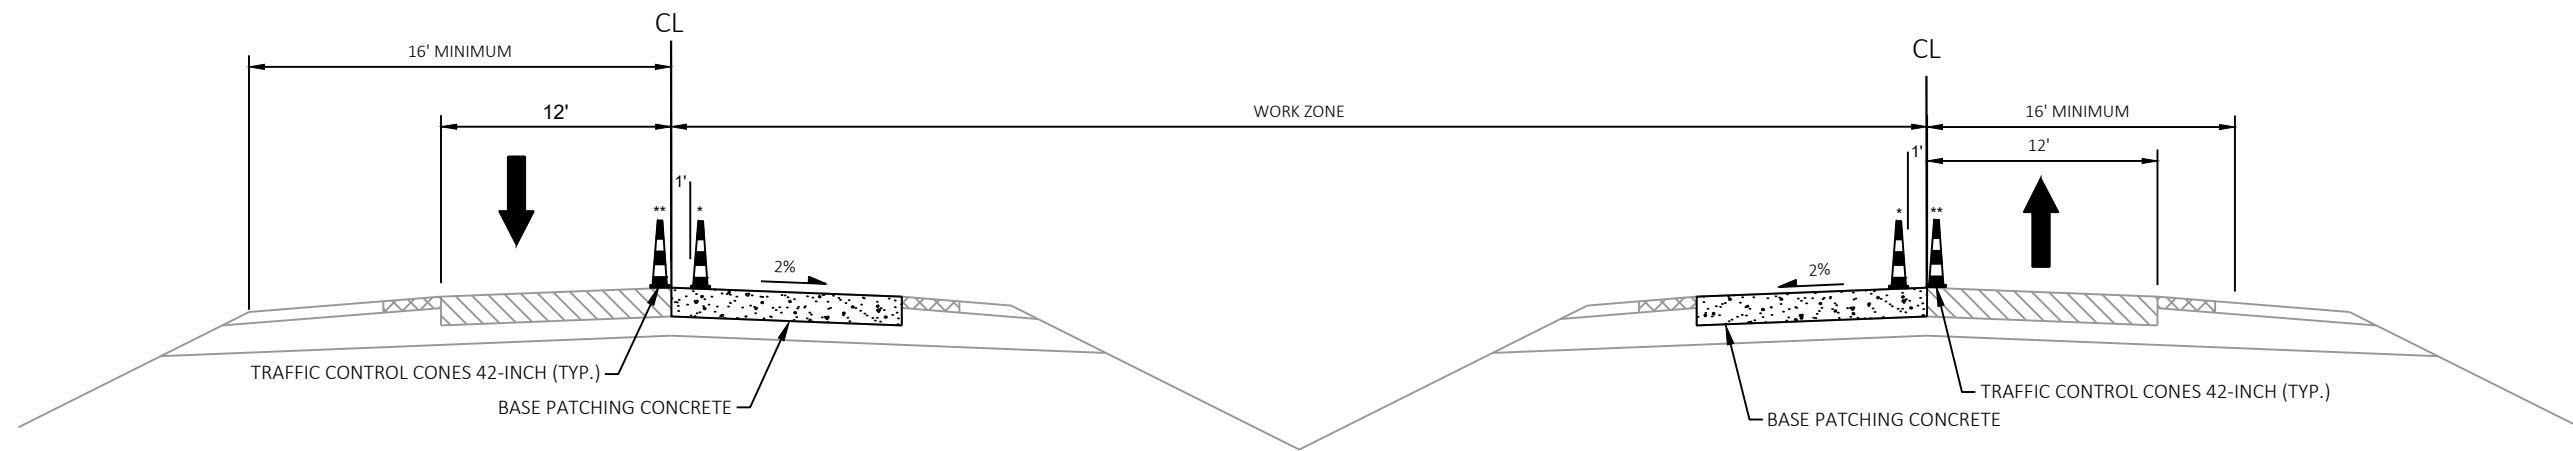 CL
CL
16' MINIMUM
12'
WORK ZONE
16' MINIMUM
12'
1'
1'
**
*
*
**
2%
2%
TRAFFIC CONTROL CONES 42-INCH (TYP.)
TRAFFIC CONTROL CONES 42-INCH (TYP.)
BASE PATCHING CONCRETE
BASE PATCHING CONCRETE